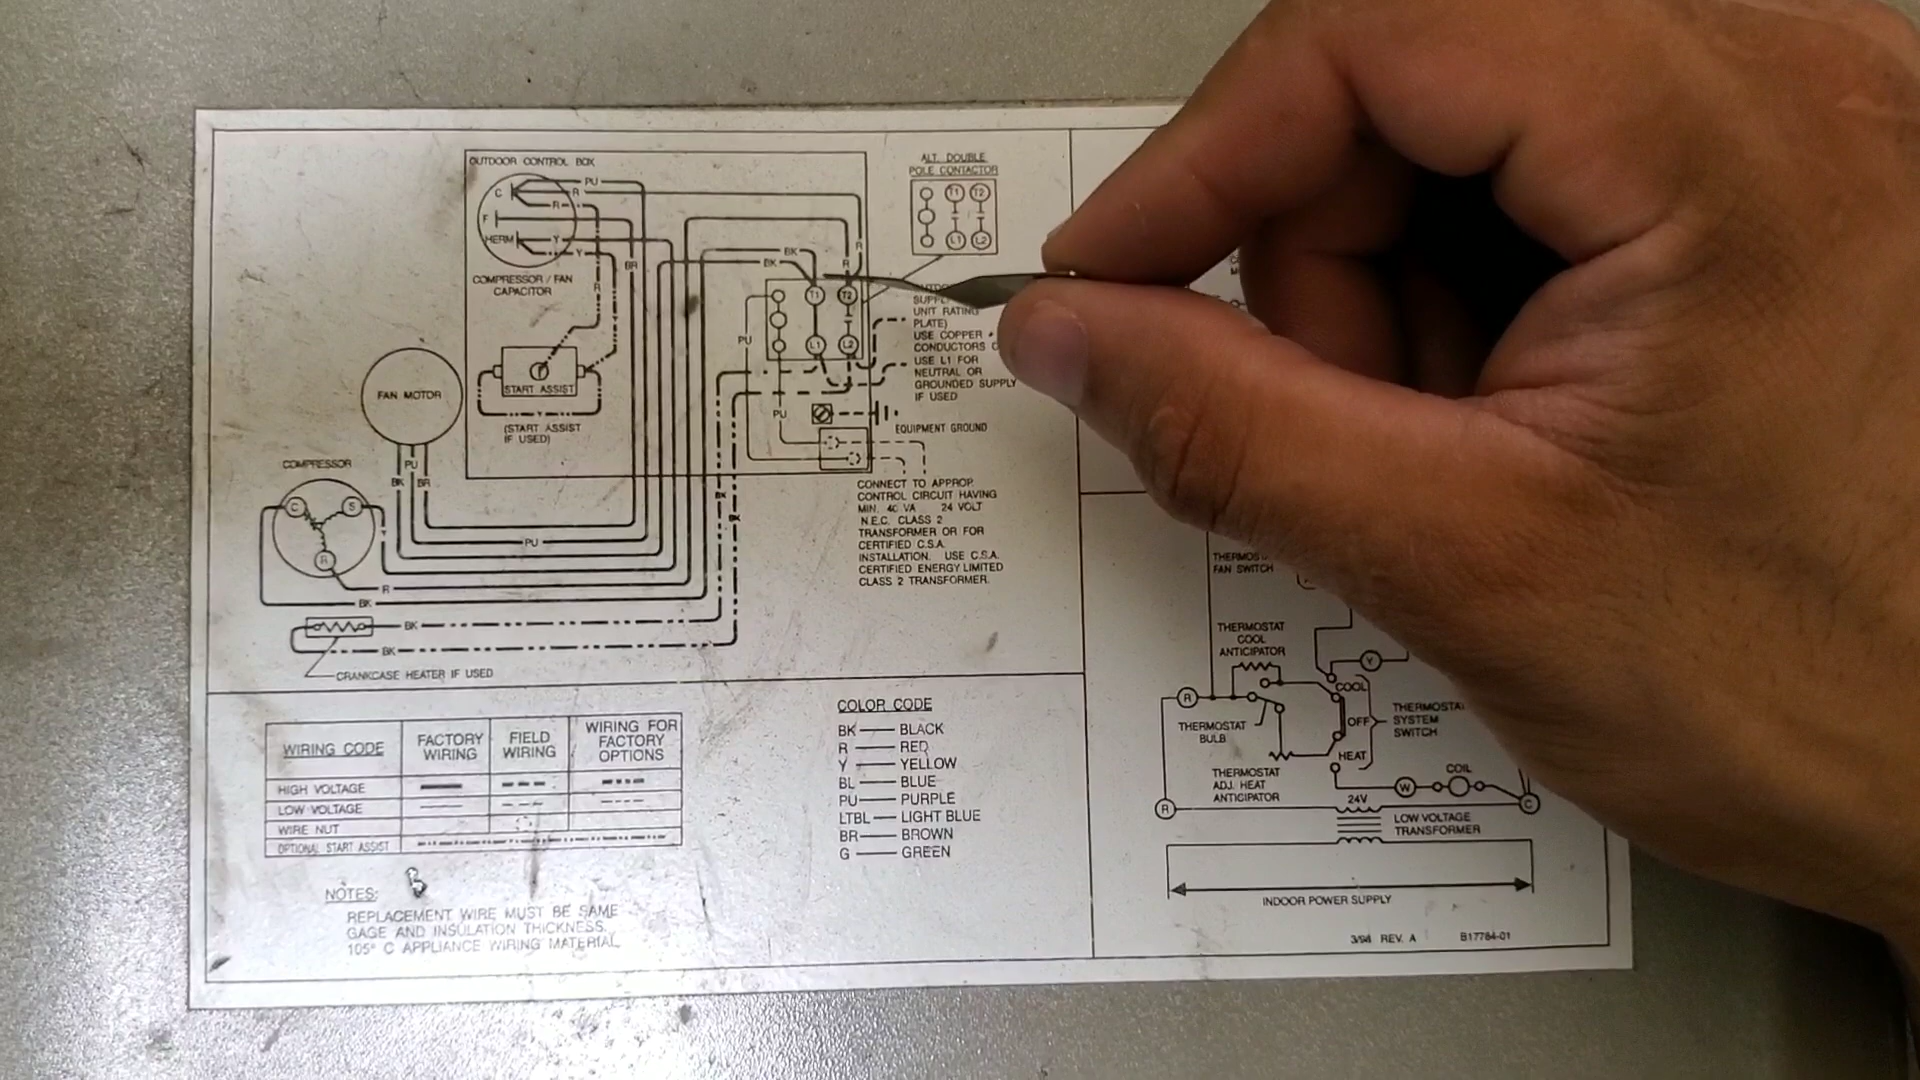 OUTDOOR CONTROL BOX
C
PU
R
R
F
HERM
Y
Y
BR
R
Y
COMPRESSOR / FAN
CAPACITOR
START ASSIST
Y
(START ASSIST
IF USED)
FAN MOTOR
PU
BK
BR
COMPRESSOR
C
S
R
Y
PU
R
BK
BK
BK
CRANKCASE HEATER IF USED
BK
BK
R
R
T1
T2
L1
L2
PU
PU
BK
BK
ALT. DOUBLE
POLE CONTACTOR
T1
T2
L1
L2
UNIT RATING
PLATE)
USE COPPER
CONDUCTORS
USE L1 FOR
NEUTRAL OR
GROUNDED SUPPLY
IF USED
EQUIPMENT GROUND
CONNECT TO APPROP.
CONTROL CIRCUIT HAVING
MIN. 40 VA 24 VOLT
N.E.C. CLASS 2
TRANSFORMER OR FOR
CERTIFIED C.S.A.
INSTALLATION. USE C.S.A.
CERTIFIED ENERGY LIMITED
CLASS 2 TRANSFORMER.
WIRING CODE
FACTORY
WIRING
FIELD
WIRING
WIRING FOR
FACTORY
OPTIONS
HIGH VOLTAGE
LOW VOLTAGE
WIRE NUT
OPTIONAL START ASSIST
NOTES:
REPLACEMENT WIRE MUST BE SAME
GAGE AND INSULATION THICKNESS.
105° C APPLIANCE WIRING MATERIAL
COLOR CODE
BK BLACK
R RED
Y YELLOW
BL BLUE
PU PURPLE
LTBL LIGHT BLUE
BR BROWN
G GREEN
FAN SWITCH
THERMOSTAT
COOL
ANTICIPATOR
R
Y
COOL
OFF
HEAT
THERMOSTAT
BULB
SYSTEM
SWITCH
THERMOSTAT
ADJ. HEAT
ANTICIPATOR
W
COIL
C
R
24V
LOW VOLTAGE
TRANSFORMER
INDOOR POWER SUPPLY
3/94 REV. A
B17784-01